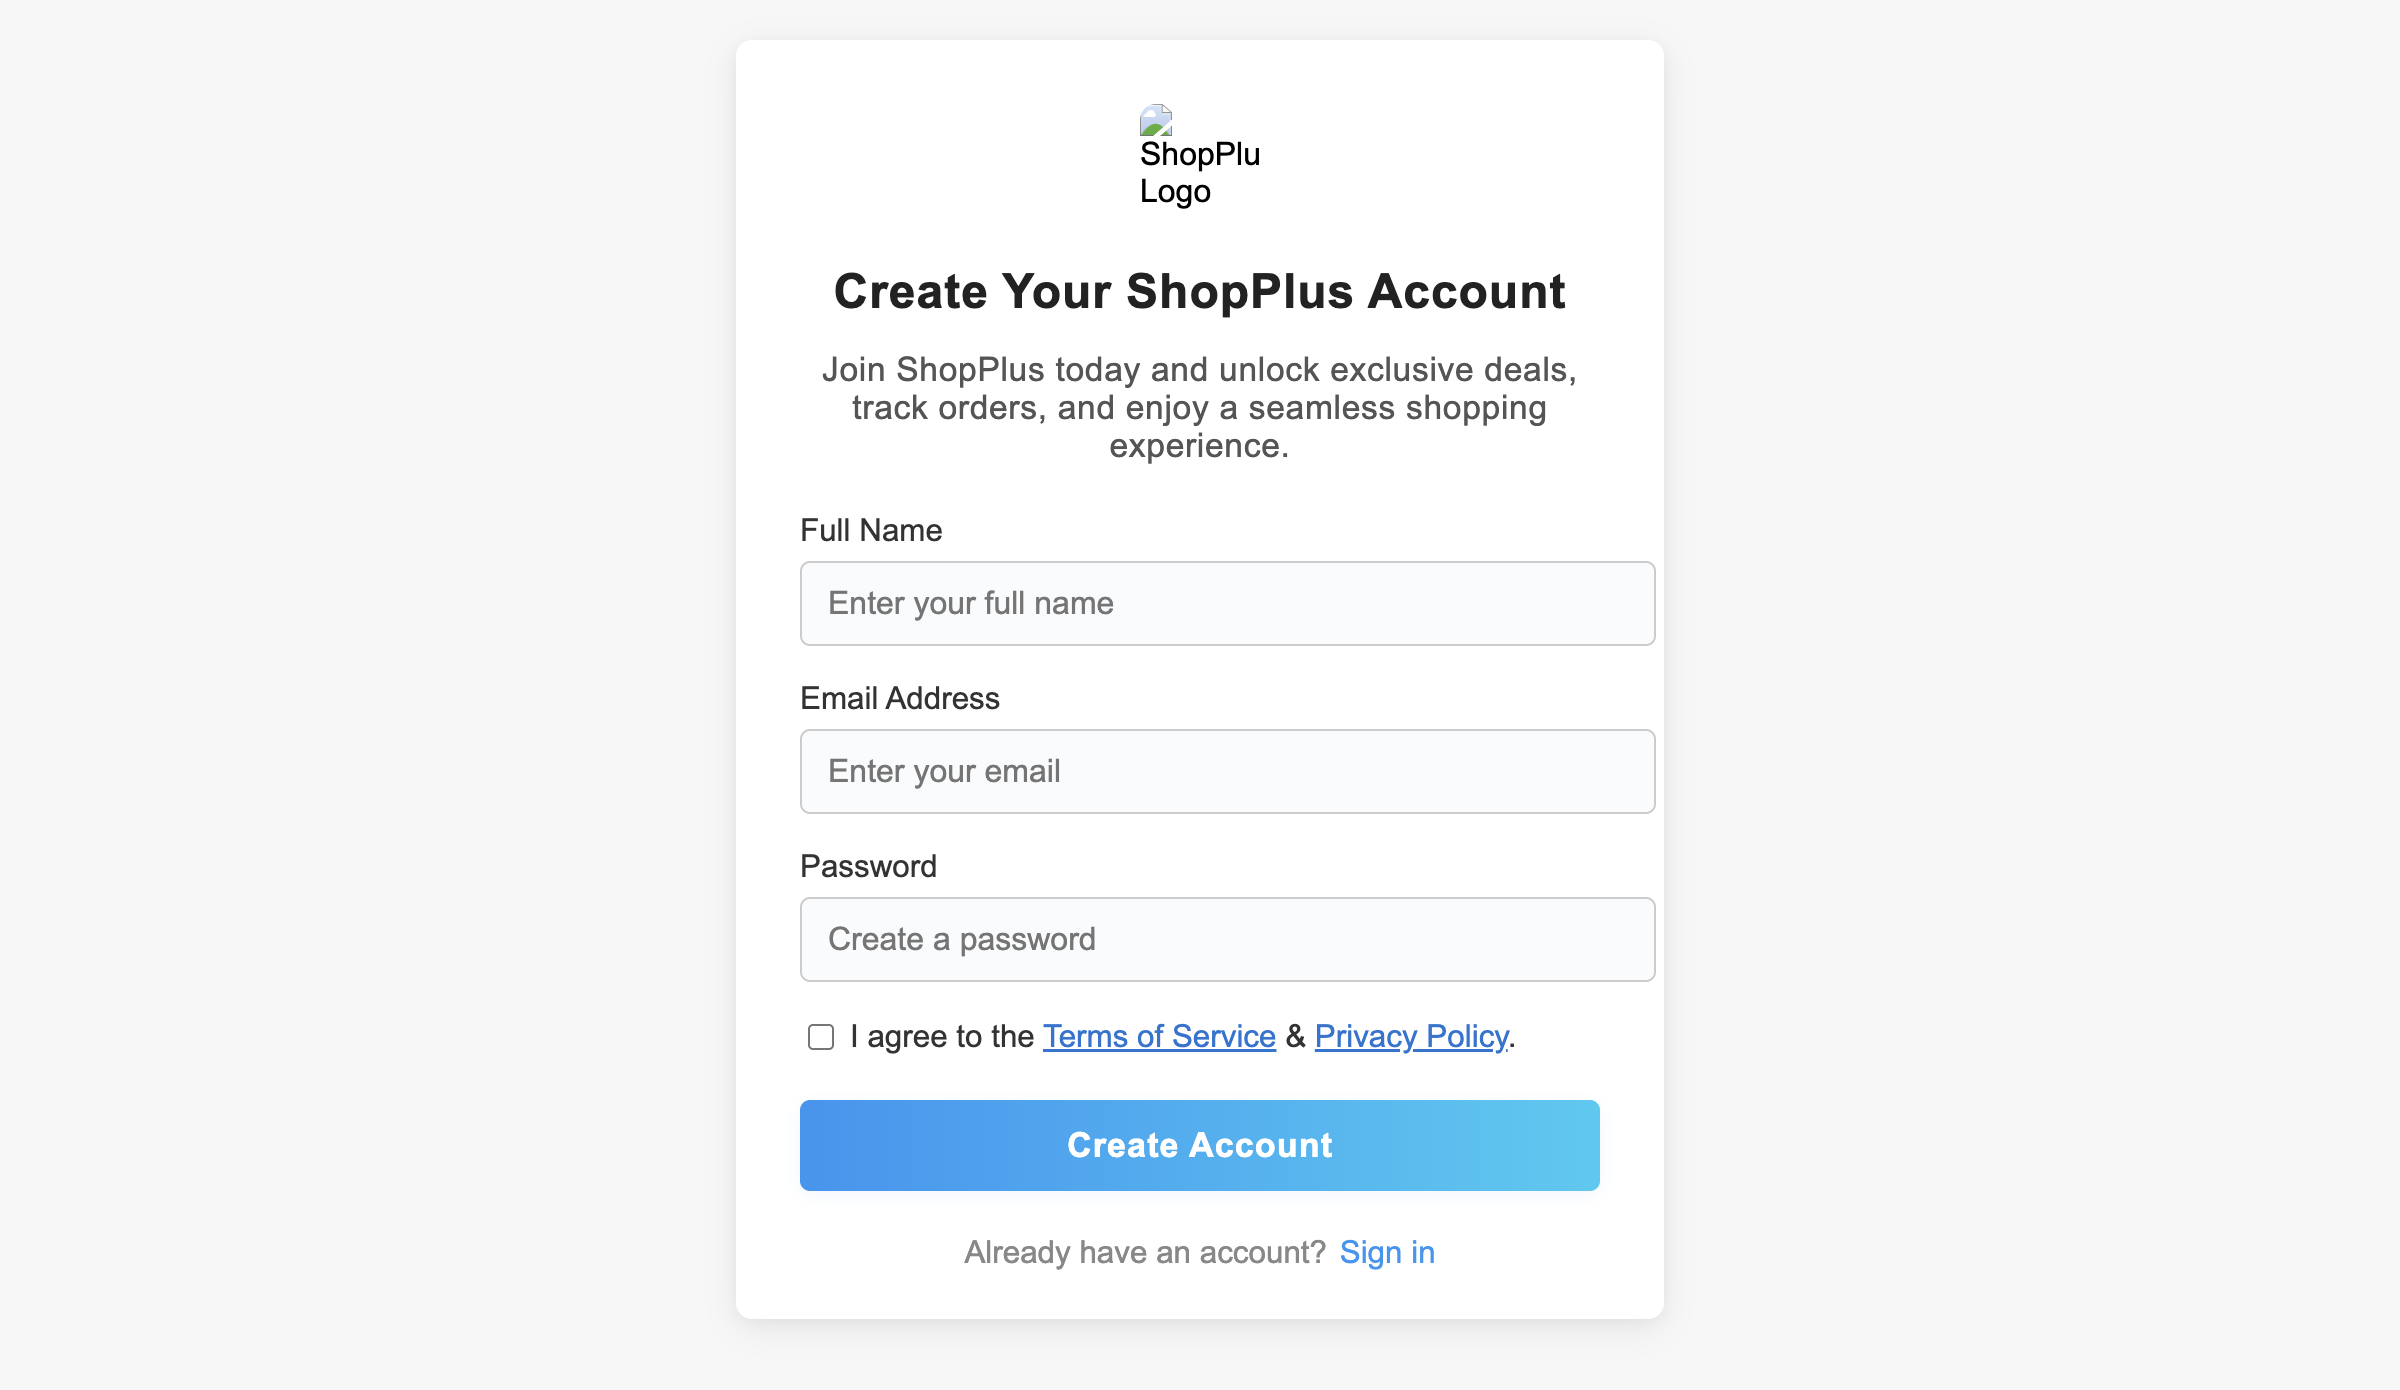 ShopPlu
Logo
Create Your ShopPlus Account
Join ShopPlus today and unlock exclusive deals,
track orders, and enjoy a seamless shopping
experience.
Full Name
Enter your full name
Email Address
Enter your email
Password
Create a password
I agree to the Terms of Service & Privacy Policy.
Create Account
Already have an account? Sign in